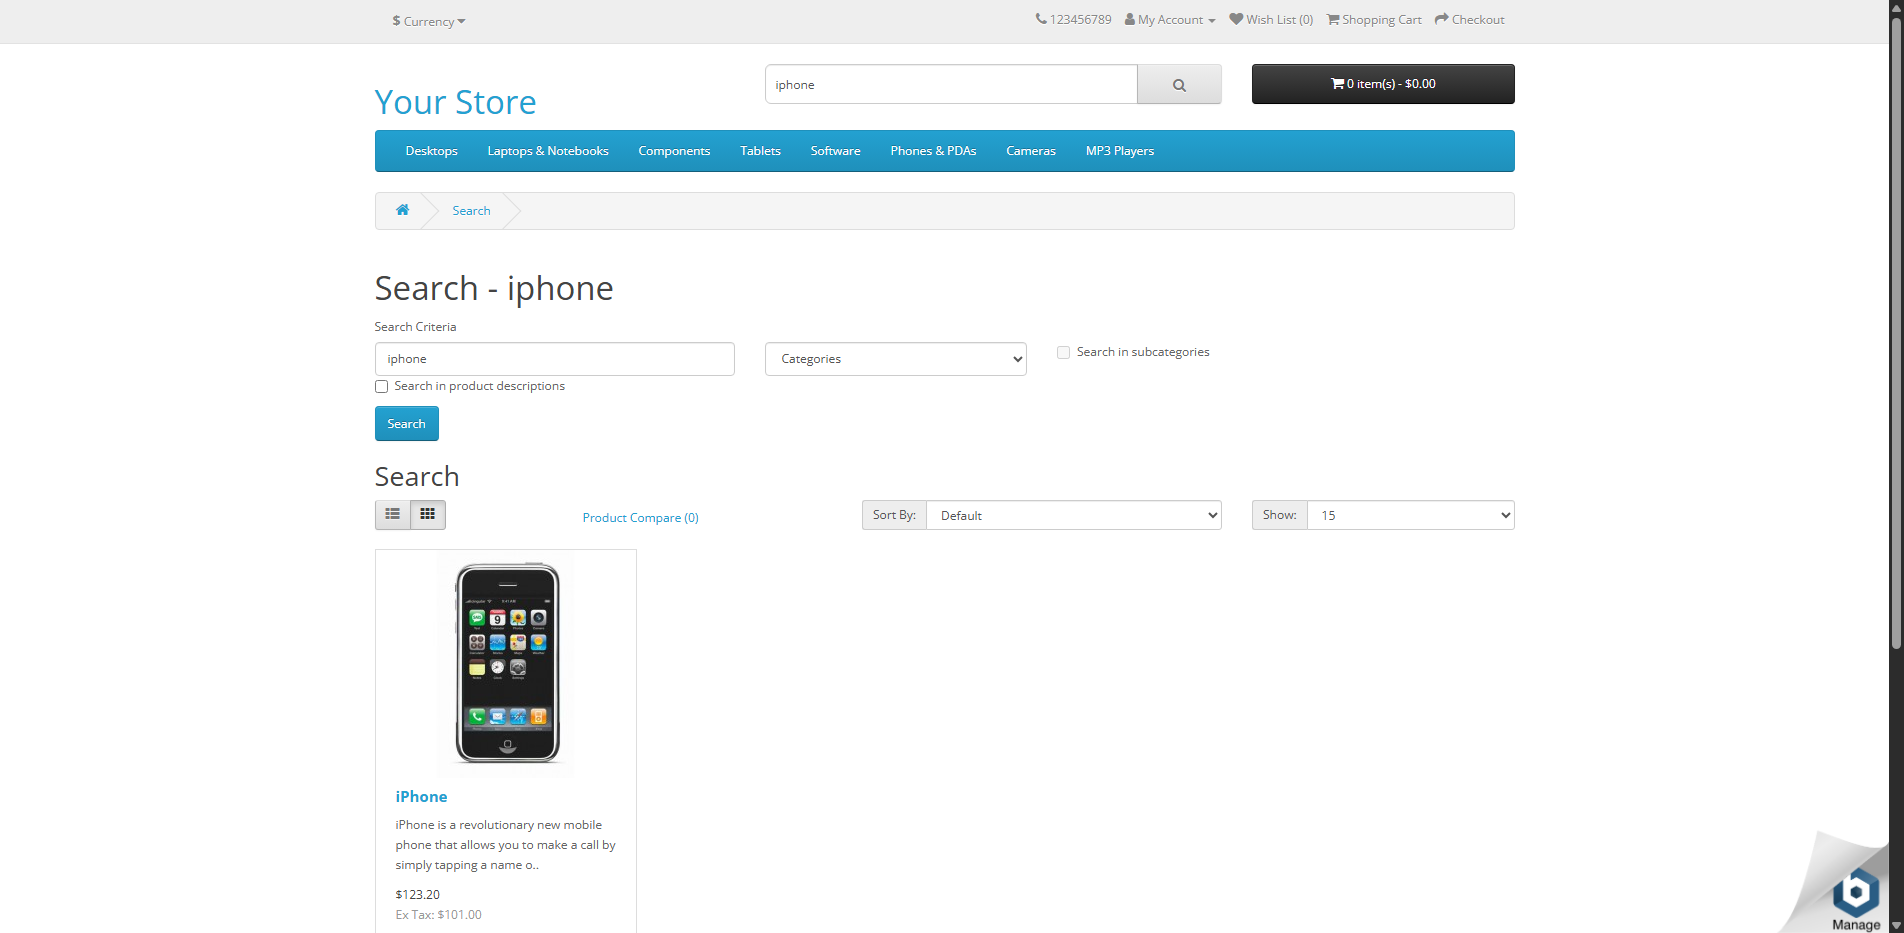 $ Currency
123456789 My Account Wish List (0) Shopping Cart Checkout
Your Store
iphone
0 item(s) - $0.00
Desktops Laptops & Notebooks Components Tablets Software Phones & PDAs Cameras MP3 Players
Search
Search - iphone
Search Criteria
iphone
Categories
Search in subcategories
Search in product descriptions
Search
Search
Product Compare (0)
Sort By: Default
Show: 15
iPhone
iPhone is a revolutionary new mobile
phone that allows you to make a call by
simply tapping a name o..
$123.20
Ex Tax: $101.00
Manage